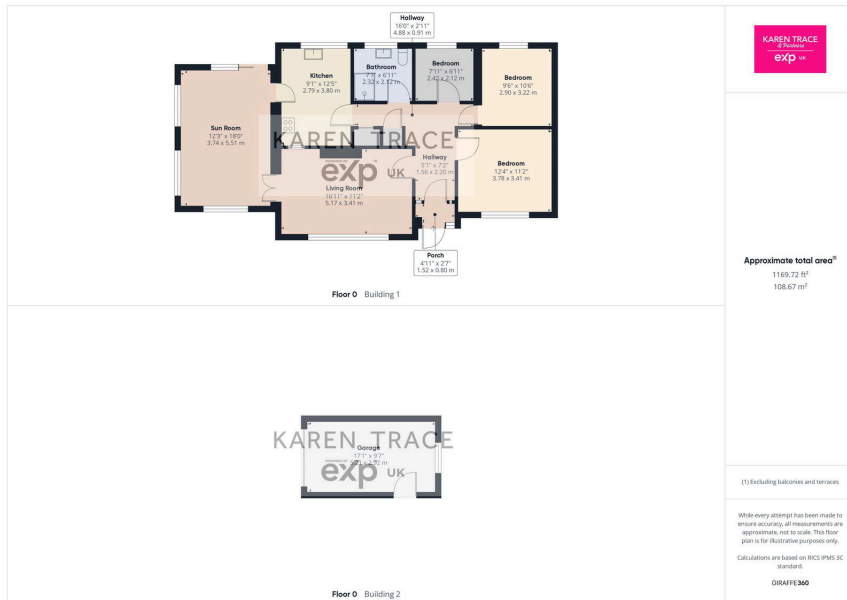 Hallway
16'0" x 2'11"
4.88 x 0.91 m
Kitchen
9'1" x 12'5"
2.79 x 3.80 m
Bathroom
7'7" x 6'11"
2.32 x 2.12 m
Bedroom
7'11" x 6'11"
2.42 x 2.12 m
Bedroom
9'6" x 10'6"
2.90 x 3.22 m
Sun Room
12'3" x 18'0"
3.74 x 5.51 m
KAREN TRACE
exp UK
Hallway
5'1" x 7'2"
1.56 x 2.20 m
Bedroom
12'4" x 11'2"
3.78 x 3.41 m
Living Room
16'11" x 11'2"
5.17 x 3.41 m
Porch
4'11" x 2'7"
1.52 x 0.80 m
Floor 0 Building 1
KAREN TRACE
Garage
17'1" x 9'7"
exp UK
Floor 0 Building 2
KAREN TRACE
& Partners
exp UK
Approximate total area(1)
1169.72 ft²
108.67 m²
(1) Excluding balconies and terraces
While every attempt has been made to
ensure accuracy, all measurements are
approximate, not to scale. This floor
plan is for illustrative purposes only.
Calculations are based on RICS IPMS 3C
standard.
GIRAFFE360